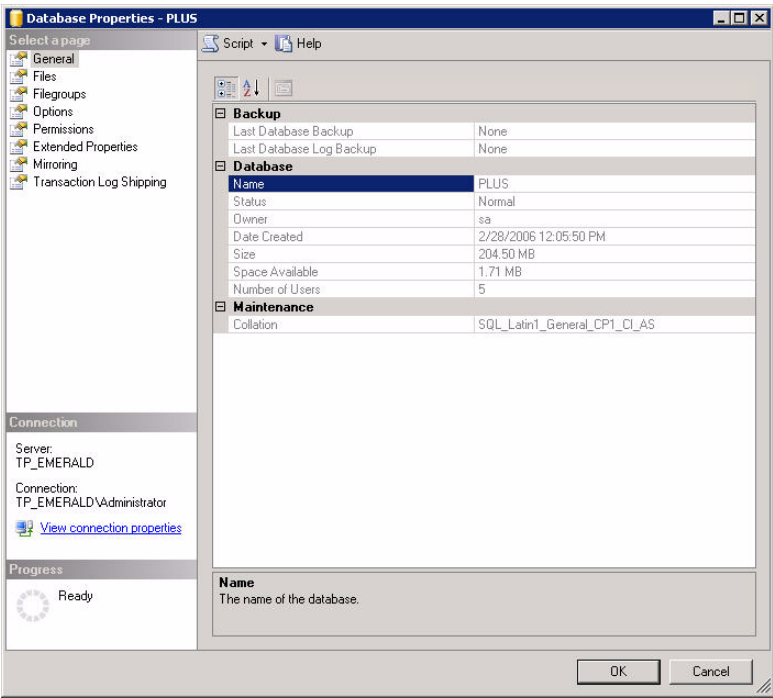 Database Properties - PLUS
Select a page
General
Files
Filegroups
Options
Permissions
Extended Properties
Mirroring
Transaction Log Shipping
Script Help
Backup
Last Database Backup None
Last Database Log Backup None
Database
Name PLUS
Status Normal
Owner sa
Date Created 2/28/2006 12:05:50 PM
Size 204.50 MB
Space Available 1.71 MB
Number of Users 5
Maintenance
Collation SQL_Latin1_General_CP1_CI_AS
Connection
Server:
TP_EMERALD
Connection:
TP_EMERALD\Administrator
View connection properties
Progress
Ready
Name
The name of the database.
OK Cancel